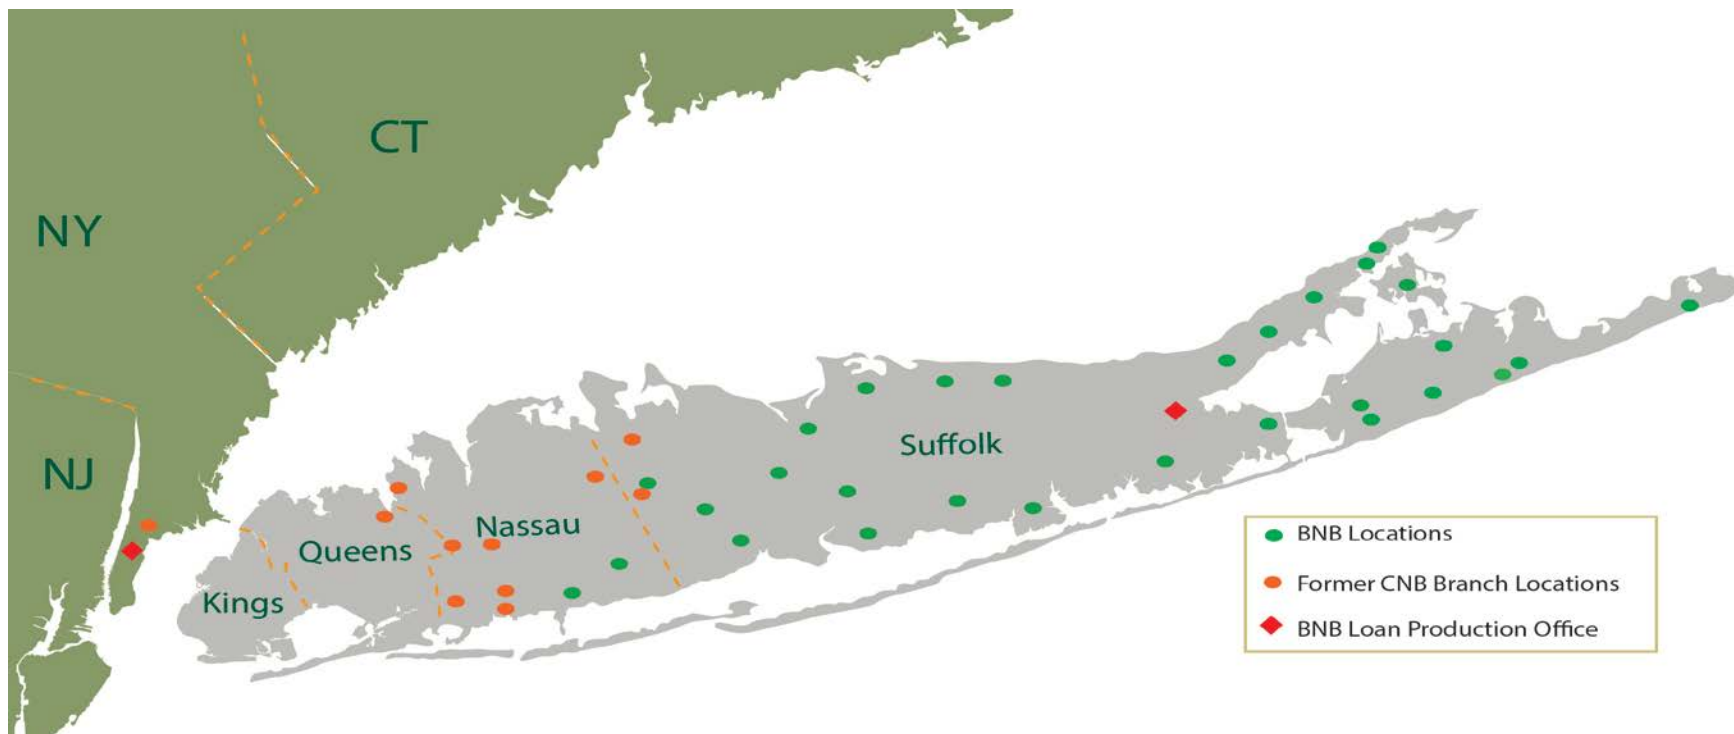 CT
NY
NJ
Suffolk
Nassau
Queens
Kings
BNB Locations
Former CNB Branch Locations
BNB Loan Production Office